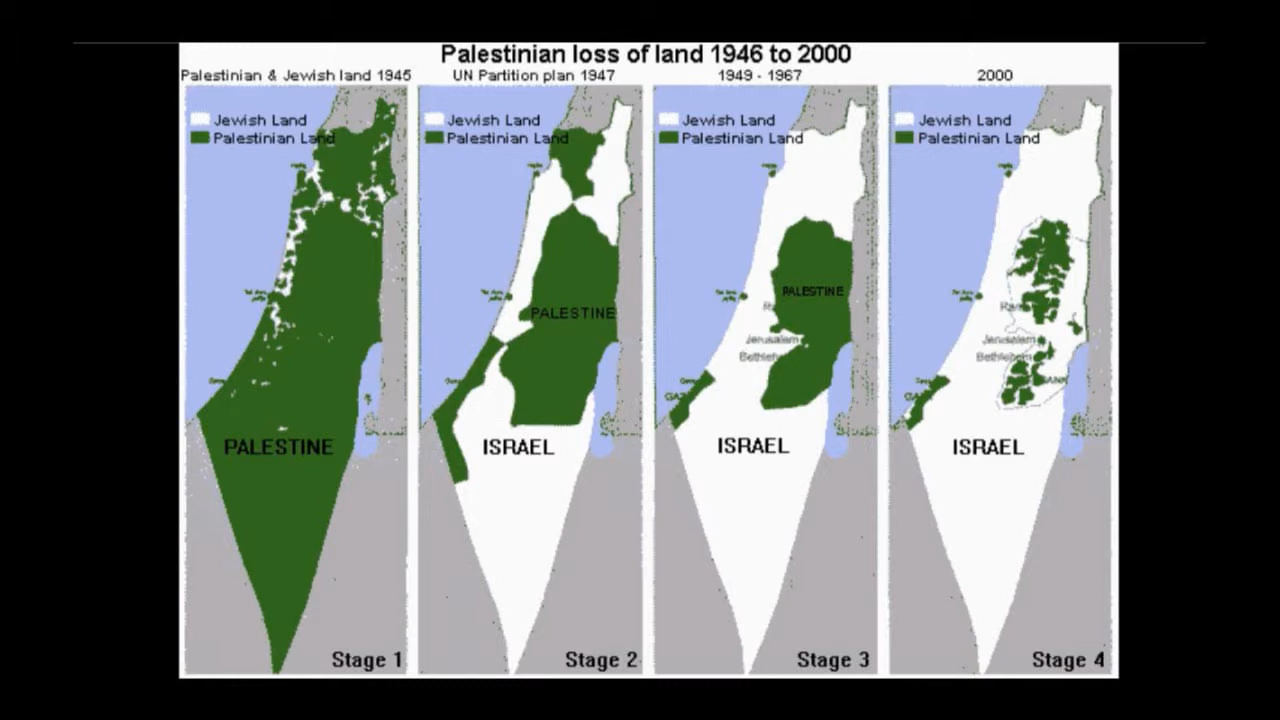 Palestinian loss of land 1946 to 2000
Palestinian & Jewish land 1945
UN Partition plan 1947
1949 - 1967
2000
Jewish Land
Palestinian Land
PALESTINE
Stage 1
Jewish Land
Palestinian Land
PALESTINE
ISRAEL
Stage 2
Jewish Land
Palestinian Land
PALESTINE
Jerusalem
ISRAEL
Stage 3
Jewish Land
Palestinian Land
Jerusalem
Bethlehem
ISRAEL
Stage 4